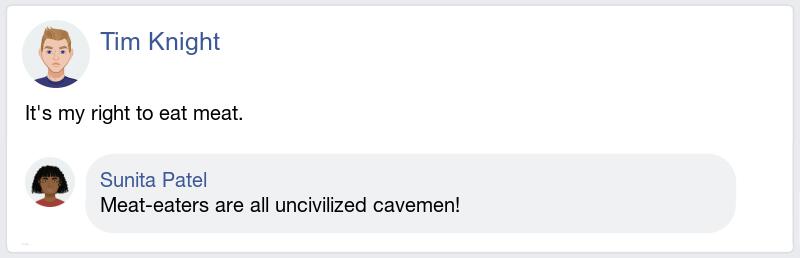 Tim Knight
It's my right to eat meat.
Sunita Patel
Meat-eaters are all uncivilized cavemen!